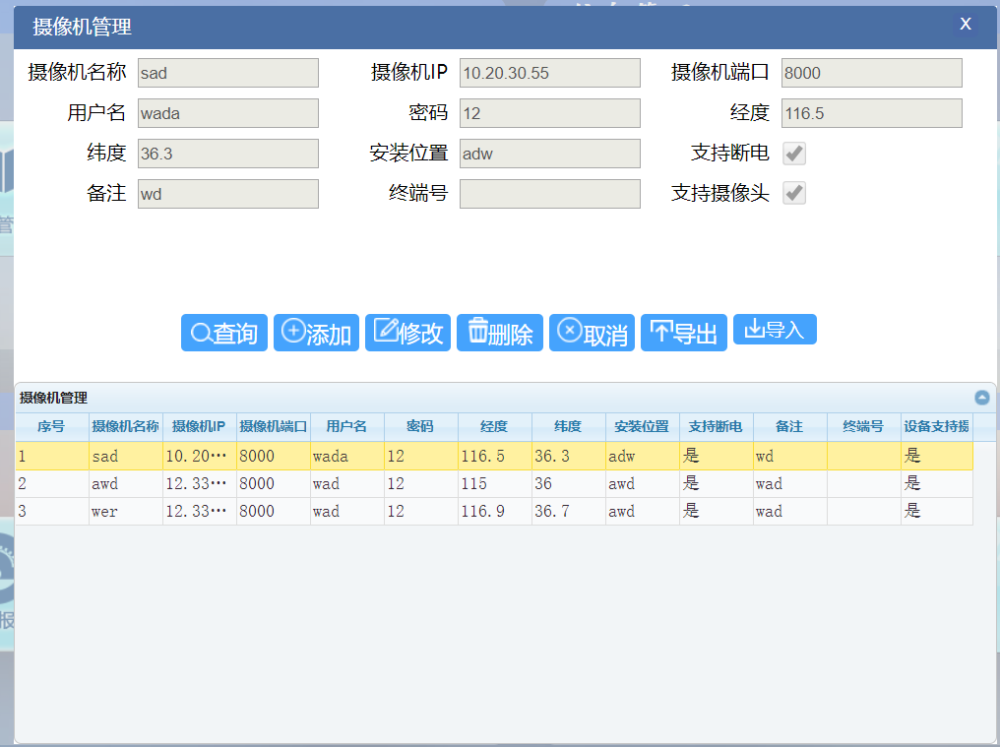 摄像机管理 X
摄像机名称 sad 摄像机IP 10.20.30.55 摄像机端口 8000
用户名 wada 密码 12 经度 116.5
纬度 36.3 安装位置 adw 支持断电
备注 wd 终端号 支持摄像头
查询 添加 修改 删除 取消 导出 导入
摄像机管理
序号 摄像机名称 摄像机IP 摄像机端口 用户名 密码 经度 纬度 安装位置 支持断电 备注 终端号 设备支持摄
1 sad 10.20… 8000 wada 12 116.5 36.3 adw 是 wd 是
2 awd 12.33… 8000 wad 12 115 36 awd 是 wad 是
3 wer 12.33… 8000 wad 12 116.9 36.7 awd 是 wad 是
管
报